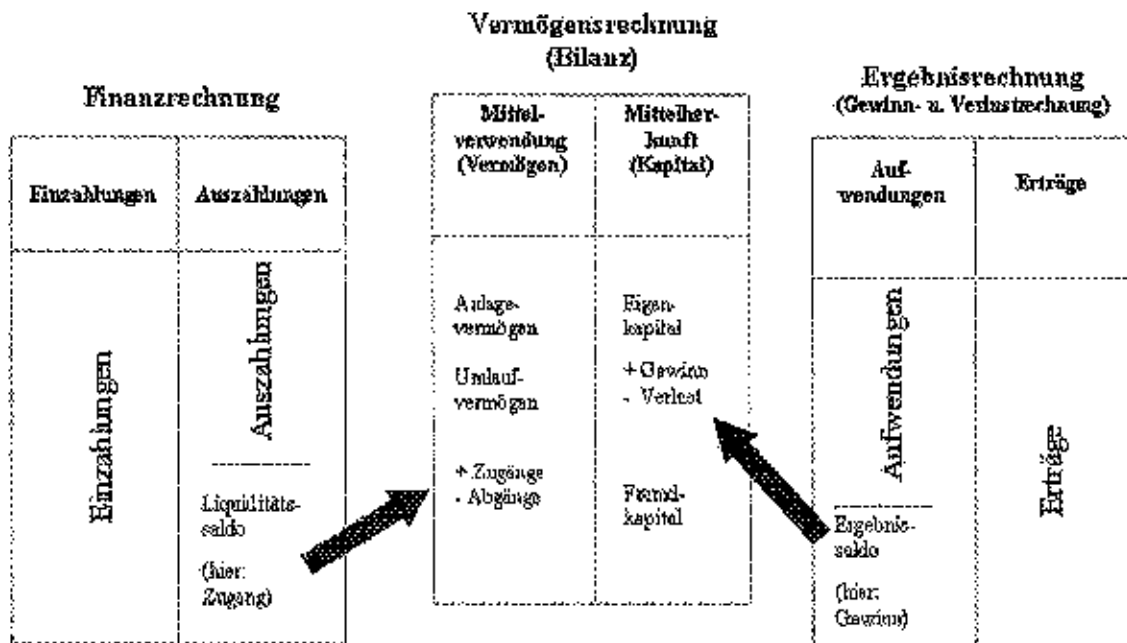 Vermögensrechnung
(Bilanz)
Finanzrechnung
Ergebnisrechnung
(Gewinn- u. Verlustrechnung)
Einzahlungen
Auszahlungen
Mittel-
verwendung
(Vermögen)
Mittelher-
kunft
(Kapital)
Auf-
wendungen
Erträge
Einzahlungen
Auszahlungen
Liquiditäts-
saldo
(hier:
Zugang)
Anlage-
vermögen
Umlauf-
vermögen
+ Zugänge
- Abgänge
Eigen-
kapital
+ Gewinn
- Verlust
Fremd-
kapital
Aufwendungen
Ergebnis-
saldo
(hier:
Gewinn)
Erträge